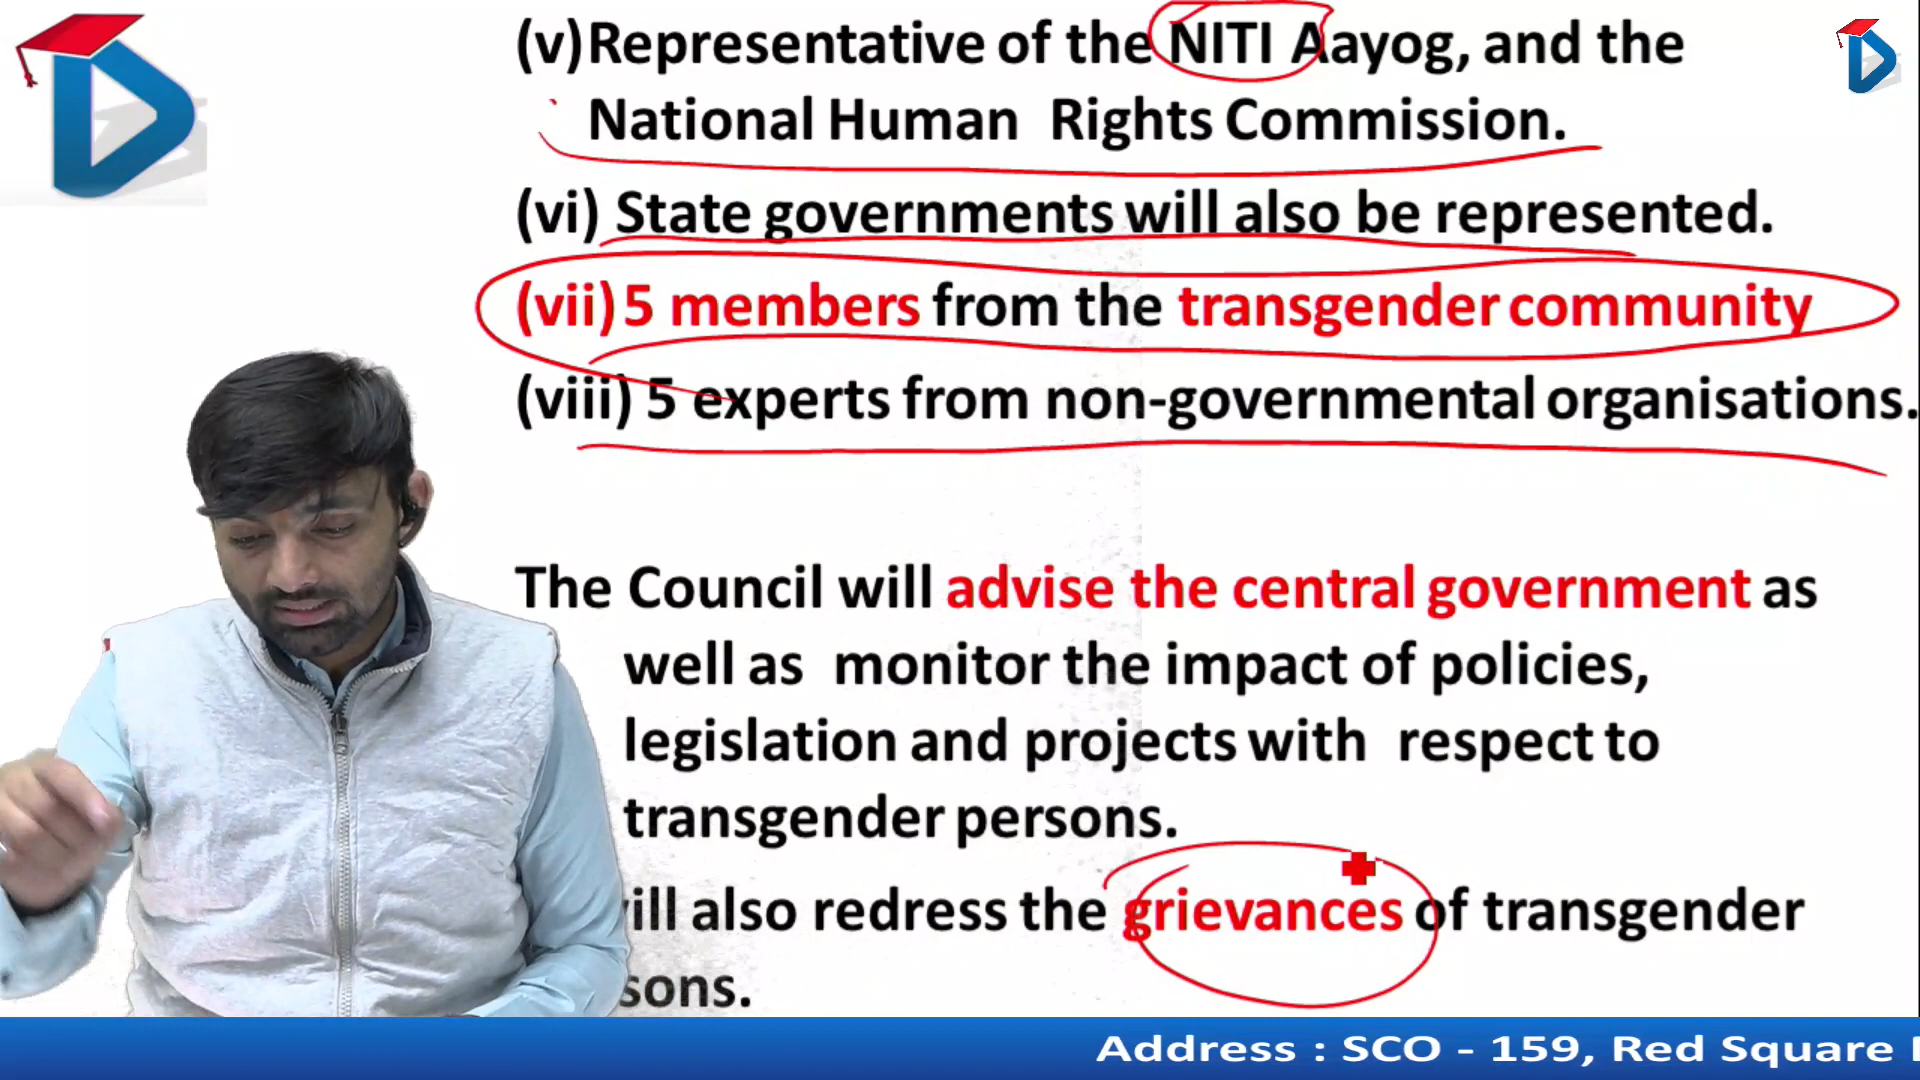 (v) Representative of the NITI Aayog, and the
National Human Rights Commission.
(vi) State governments will also be represented.
(vii) 5 members from the transgender community
(viii) 5 experts from non-governmental organisations.
The Council will advise the central government as
well as monitor the impact of policies,
legislation and projects with respect to
transgender persons.
ill also redress the grievances of transgender
sons.
Address : SCO - 159, Red Square